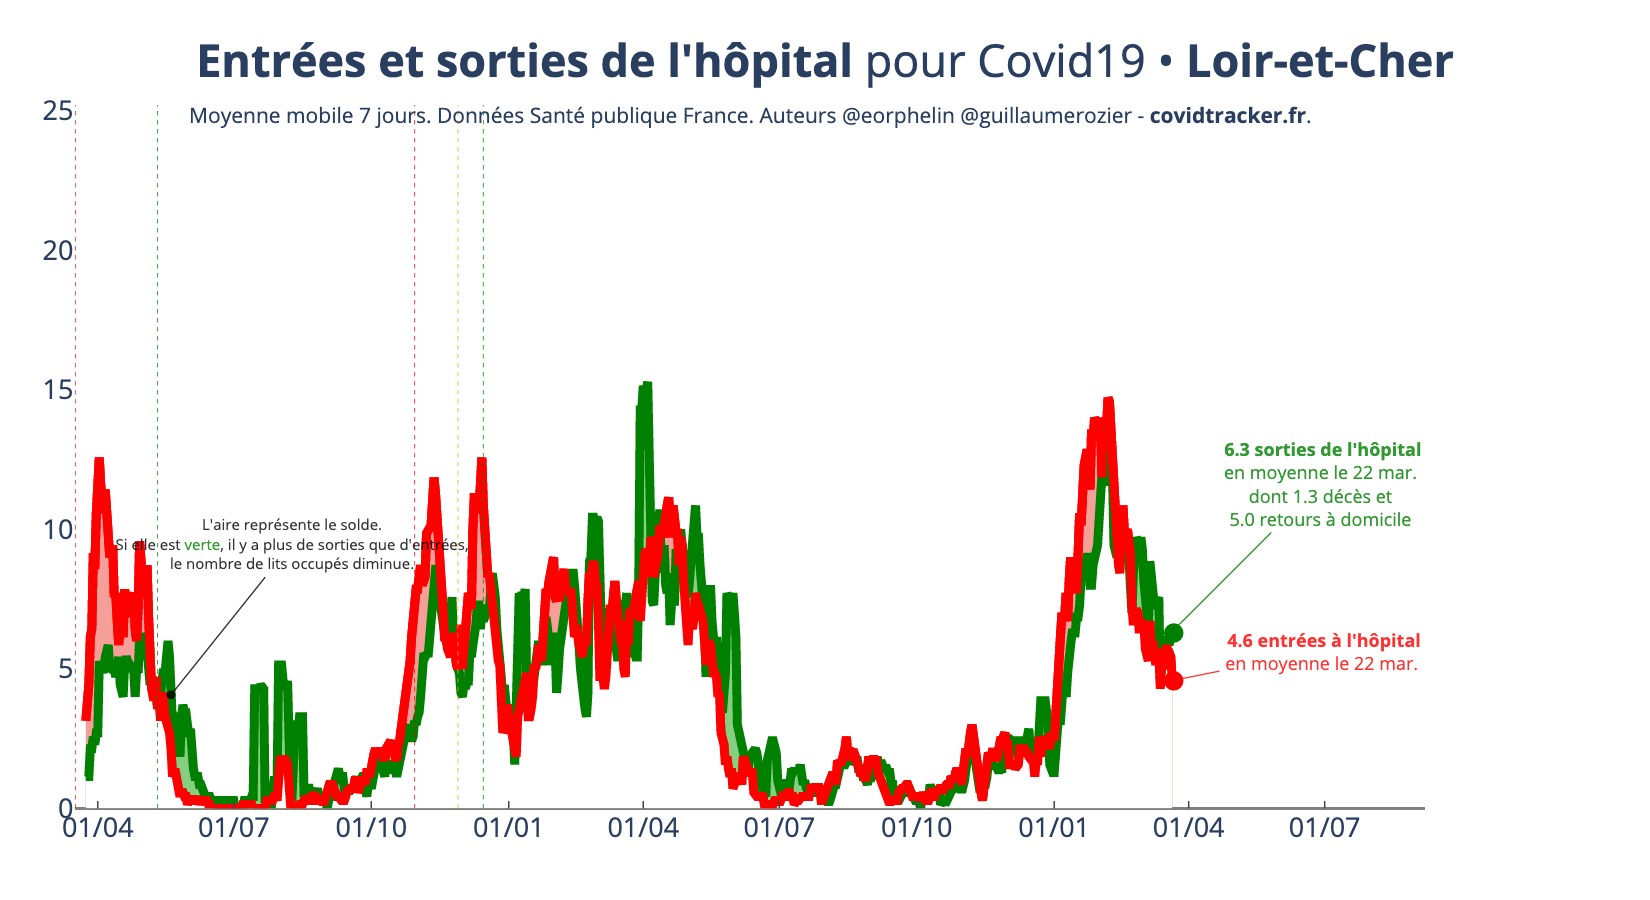 Entrées et sorties de l'hôpital pour Covid19 • Loir-et-Cher
Moyenne mobile 7 jours. Données Santé publique France. Auteurs @eorphelin @guillaumerozier - covidtracker.fr.
25
20
15
10
5
0
L'aire représente le solde.
Si elle est verte, il y a plus de sorties que d'entrées,
le nombre de lits occupés diminue.
6.3 sorties de l'hôpital
en moyenne le 22 mar.
dont 1.3 décès et
5.0 retours à domicile
4.6 entrées à l'hôpital
en moyenne le 22 mar.
01/04 01/07 01/10 01/01 01/04 01/07 01/10 01/01 01/04 01/07